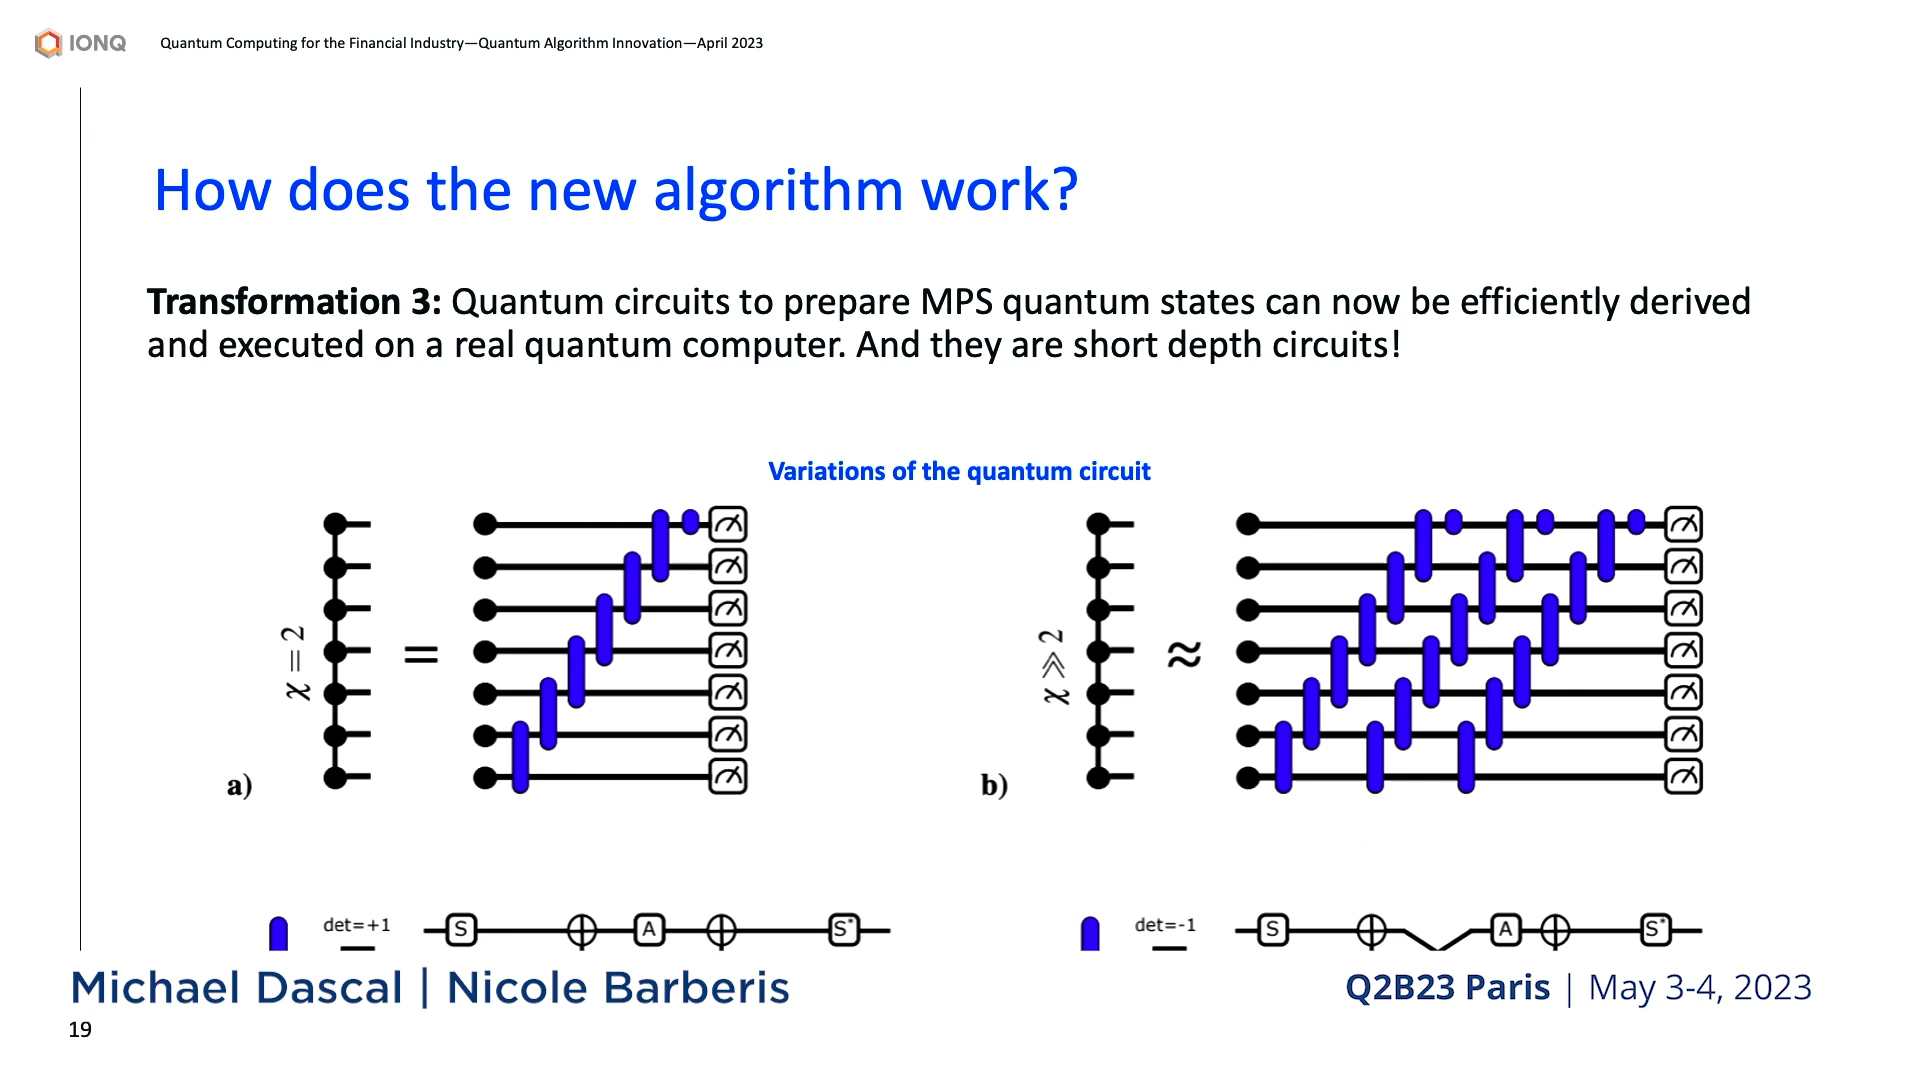 IONQ
Quantum Computing for the Financial Industry—Quantum Algorithm Innovation—April 2023
How does the new algorithm work?
Transformation 3: Quantum circuits to prepare MPS quantum states can now be efficiently derived
and executed on a real quantum computer. And they are short depth circuits!
Variations of the quantum circuit
χ = 2
=
a)
χ ≫ 2
≈
b)
det=+1
S A S*
det=-1
S A S*
Michael Dascal | Nicole Barberis
Q2B23 Paris | May 3-4, 2023
19